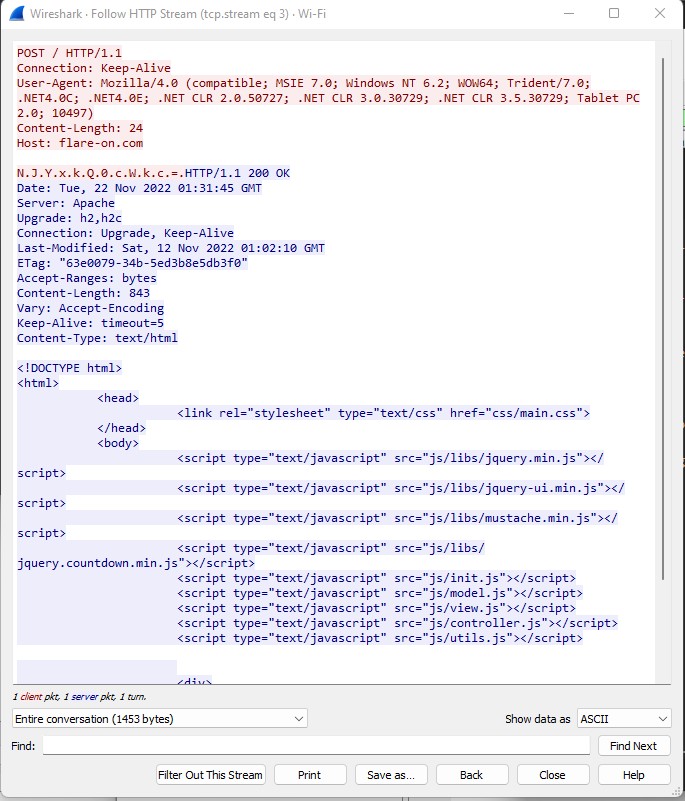 Wireshark · Follow HTTP Stream (tcp.stream eq 3) · Wi-Fi
POST / HTTP/1.1
Connection: Keep-Alive
User-Agent: Mozilla/4.0 (compatible; MSIE 7.0; Windows NT 6.2; WOW64; Trident/7.0;
.NET4.0C; .NET4.0E; .NET CLR 2.0.50727; .NET CLR 3.0.30729; .NET CLR 3.5.30729; Tablet PC
2.0; 10497)
Content-Length: 24
Host: flare-on.com
N.J.Y.x.k.Q.0.c.W.k.c.=.HTTP/1.1 200 OK
Date: Tue, 22 Nov 2022 01:31:45 GMT
Server: Apache
Upgrade: h2,h2c
Connection: Upgrade, Keep-Alive
Last-Modified: Sat, 12 Nov 2022 01:02:10 GMT
ETag: "63e0079-34b-5ed3b8e5db3f0"
Accept-Ranges: bytes
Content-Length: 843
Vary: Accept-Encoding
Keep-Alive: timeout=5
Content-Type: text/html
<!DOCTYPE html>
<html>
<head>
<link rel="stylesheet" type="text/css" href="css/main.css">
</head>
<body>
<script type="text/javascript" src="js/libs/jquery.min.js"></
script>
<script type="text/javascript" src="js/libs/jquery-ui.min.js"></
script>
<script type="text/javascript" src="js/libs/mustache.min.js"></
script>
<script type="text/javascript" src="js/libs/
jquery.countdown.min.js"></script>
<script type="text/javascript" src="js/init.js"></script>
<script type="text/javascript" src="js/model.js"></script>
<script type="text/javascript" src="js/view.js"></script>
<script type="text/javascript" src="js/controller.js"></script>
<script type="text/javascript" src="js/utils.js"></script>
<div>
1 client pkt, 1 server pkt, 1 turn.
Entire conversation (1453 bytes) Show data as ASCII
Find: Find Next
Filter Out This Stream Print Save as... Back Close Help